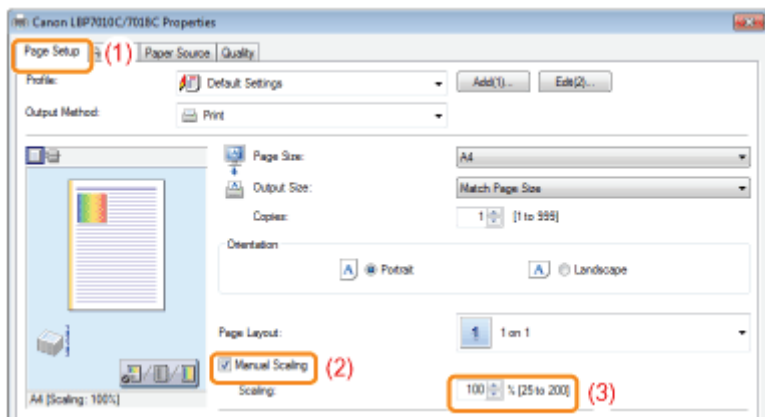 Canon LBP7010C/7018C Properties
Page Setup (1) Paper Source Quality
Profile: Default Settings Add(1)... Edit(2)...
Output Method: Print
Page Size: A4
Output Size: Match Page Size
Copies: 1 [1 to 999]
Orientation
A Portrait A Landscape
Page Layout: 1 1 on 1
Manual Scaling (2)
Scaling: 100 % [25 to 200] (3)
A4 [Scaling: 100%]